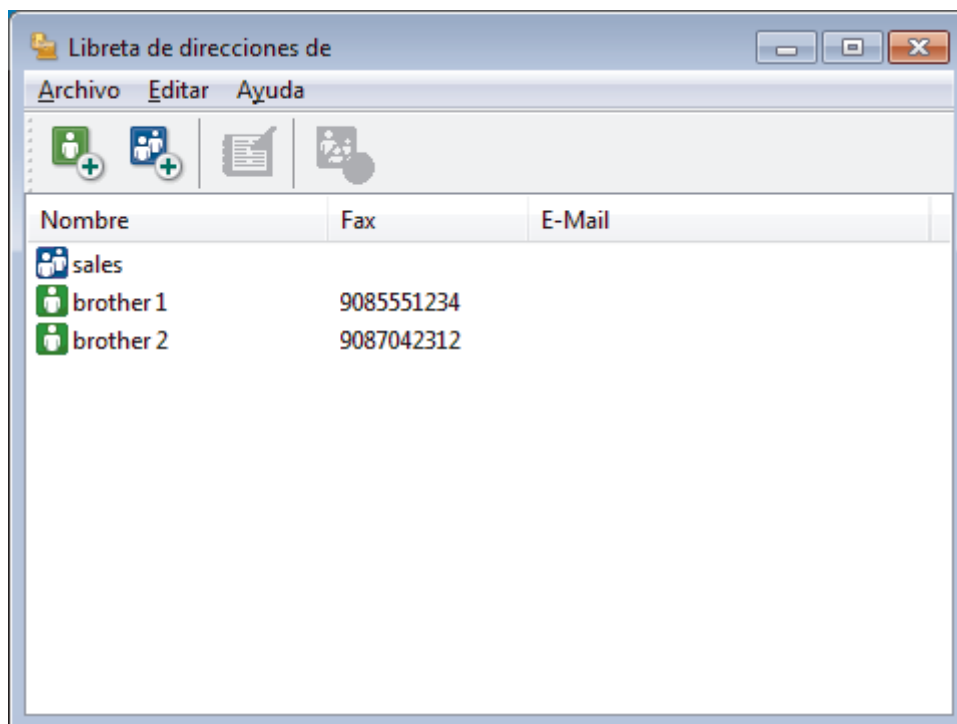 Libreta de direcciones de
Archivo Editar Ayuda
Nombre Fax E-Mail
sales
brother 1 9085551234
brother 2 9087042312